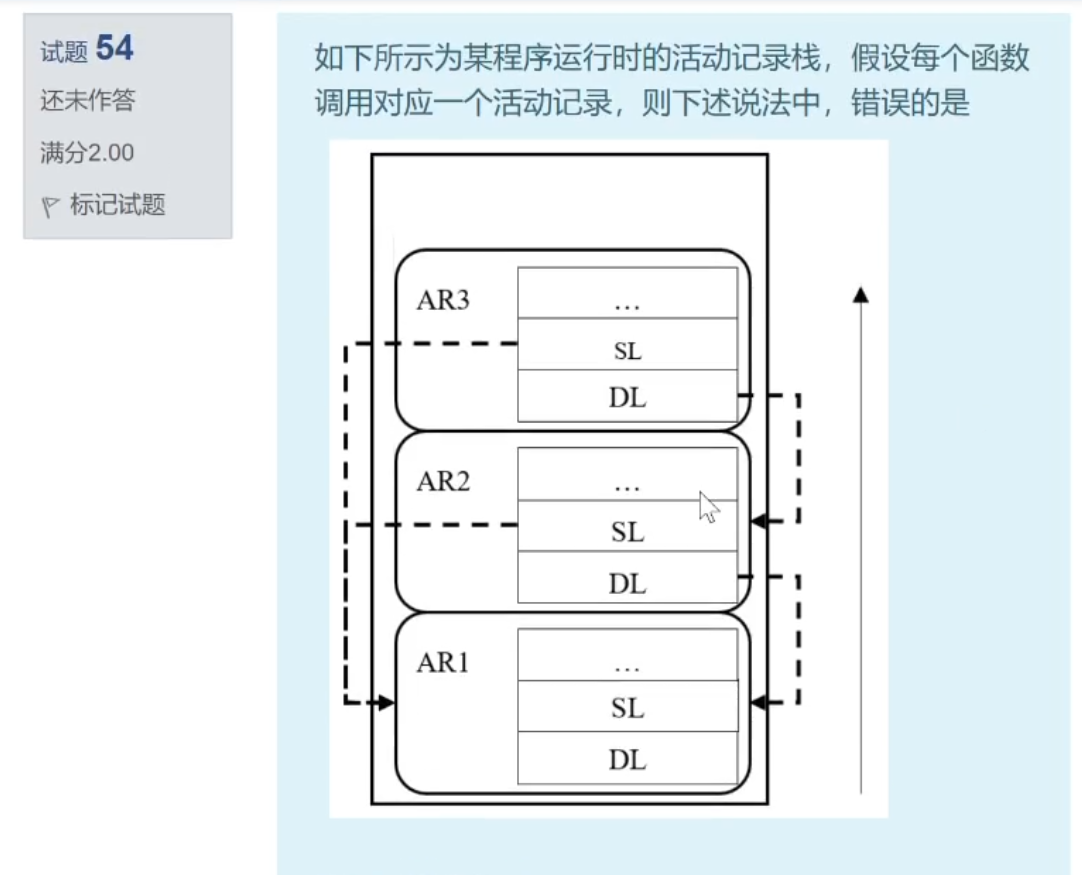 试题 54
还未作答
满分2.00
标记试题
如下所示为某程序运行时的活动记录栈，假设每个函数
调用对应一个活动记录，则下述说法中，错误的是
AR3
...
SL
DL
AR2
...
SL
DL
AR1
...
SL
DL